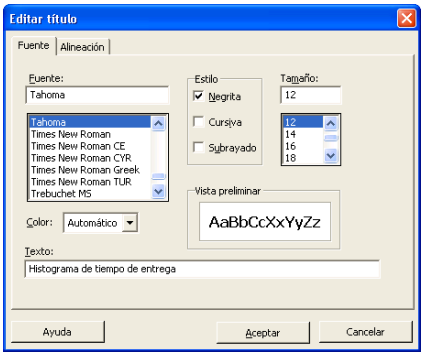 Editar título
Fuente Alineación
Fuente:
Tahoma
Tahoma
Times New Roman
Times New Roman CE
Times New Roman CYR
Times New Roman Greek
Times New Roman TUR
Trebuchet MS
Estilo
Negrita
Cursiva
Subrayado
Tamaño:
12
12
14
16
18
Color: Automático
Vista preliminar
AaBbCcXxYyZz
Texto:
Histograma de tiempo de entrega
Ayuda Aceptar Cancelar